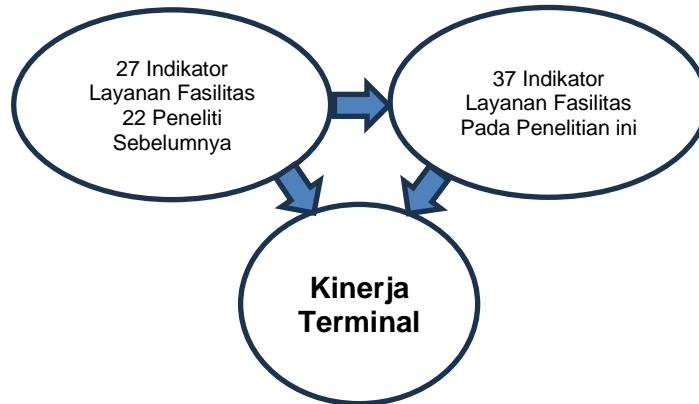 27 Indikator
Layanan Fasilitas
22 Peneliti
Sebelumnya
37 Indikator
Layanan Fasilitas
Pada Penelitian ini
Kinerja
Terminal